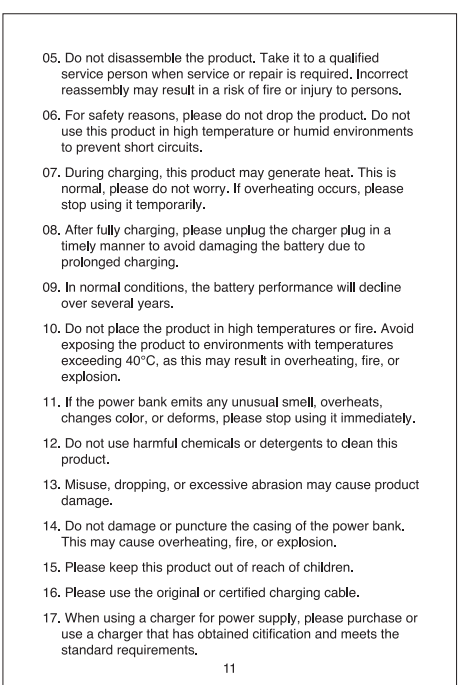 05. Do not disassemble the product. Take it to a qualified
service person when service or repair is required. Incorrect
reassembly may result in a risk of fire or injury to persons.
06. For safety reasons, please do not drop the product. Do not
use this product in high temperature or humid environments
to prevent short circuits.
07. During charging, this product may generate heat. This is
normal, please do not worry. If overheating occurs, please
stop using it temporarily.
08. After fully charging, please unplug the charger plug in a
timely manner to avoid damaging the battery due to
prolonged charging.
09. In normal conditions, the battery performance will decline
over several years.
10. Do not place the product in high temperatures or fire. Avoid
exposing the product to environments with temperatures
exceeding 40°C, as this may result in overheating, fire, or
explosion.
11. If the power bank emits any unusual smell, overheats,
changes color, or deforms, please stop using it immediately.
12. Do not use harmful chemicals or detergents to clean this
product.
13. Misuse, dropping, or excessive abrasion may cause product
damage.
14. Do not damage or puncture the casing of the power bank.
This may cause overheating, fire, or explosion.
15. Please keep this product out of reach of children.
16. Please use the original or certified charging cable.
17. When using a charger for power supply, please purchase or
use a charger that has obtained citification and meets the
standard requirements.
11